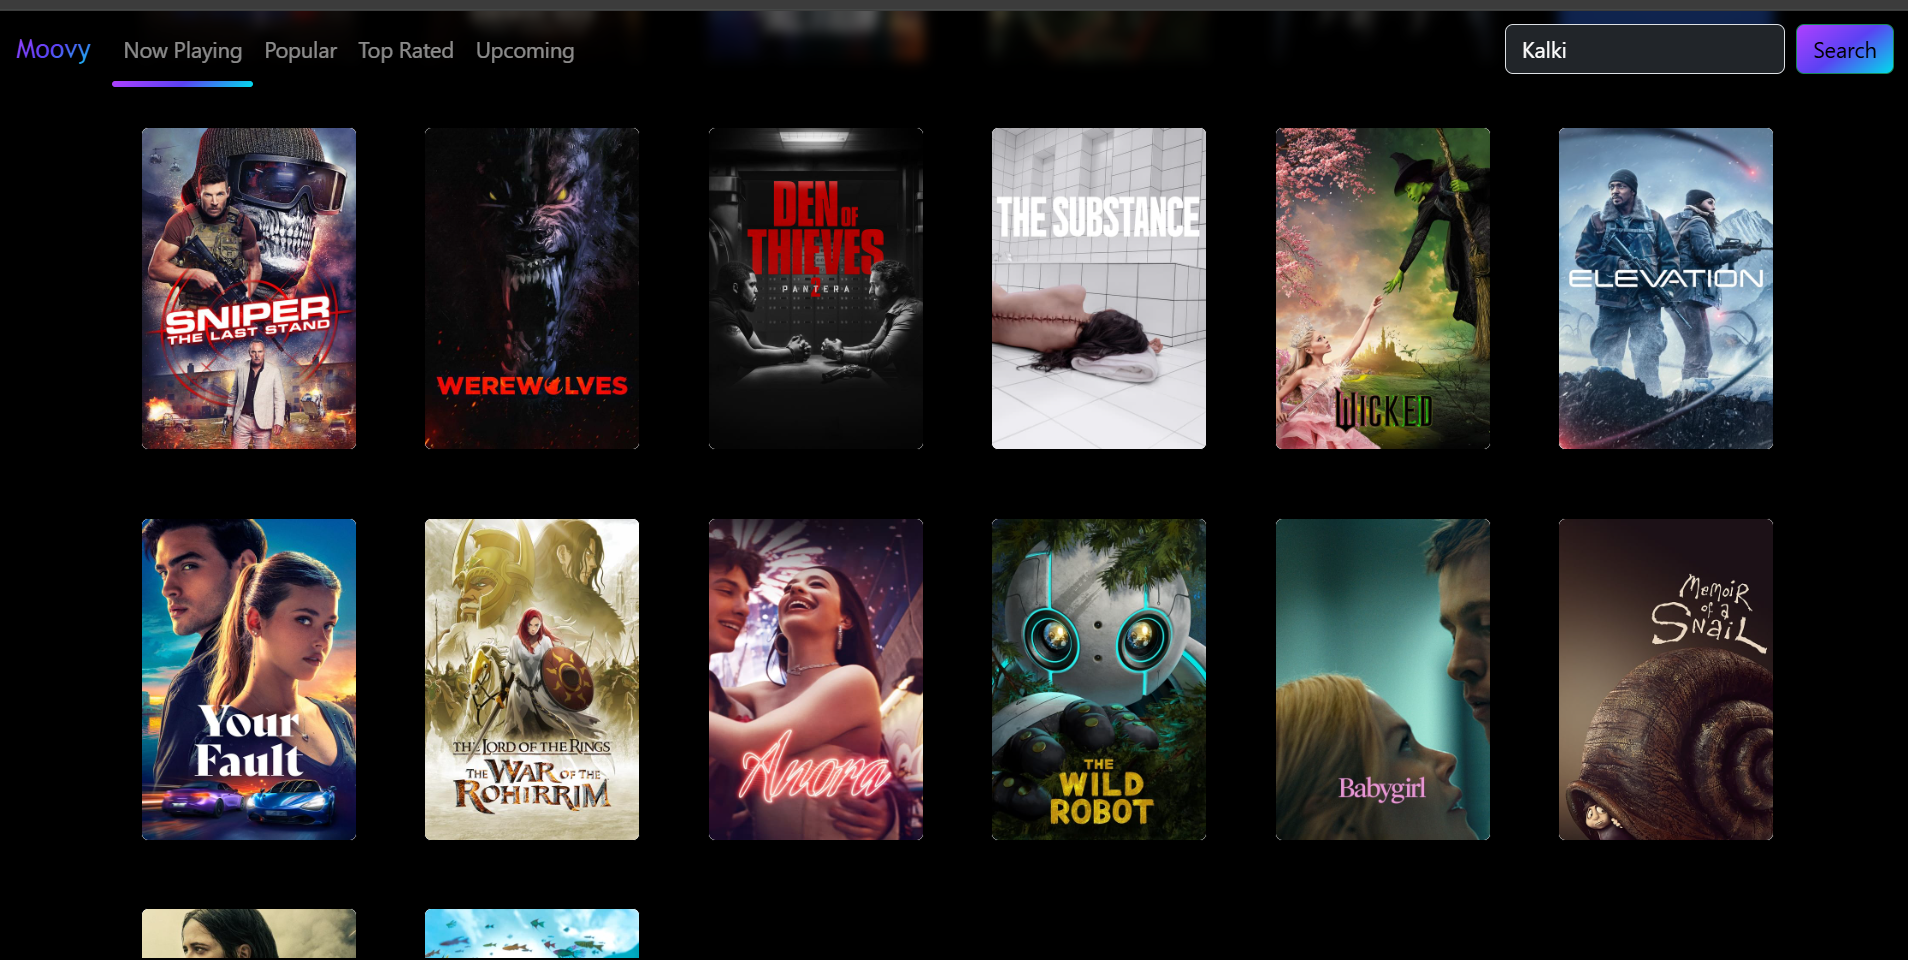 Moovy
Now Playing
Popular
Top Rated
Upcoming
Kalki
Search
SNIPER
THE LAST STAND
WEREWOLVES
DEN OF
THIEVES
2
PANTERA
THE SUBSTANCE
WICKED
ELEVATION
Your
Fault
THE LORD OF THE RINGS
THE WAR OF THE
ROHIRRIM
Anora
THE
WILD
ROBOT
Babygirl
Memoir
of a
Snail